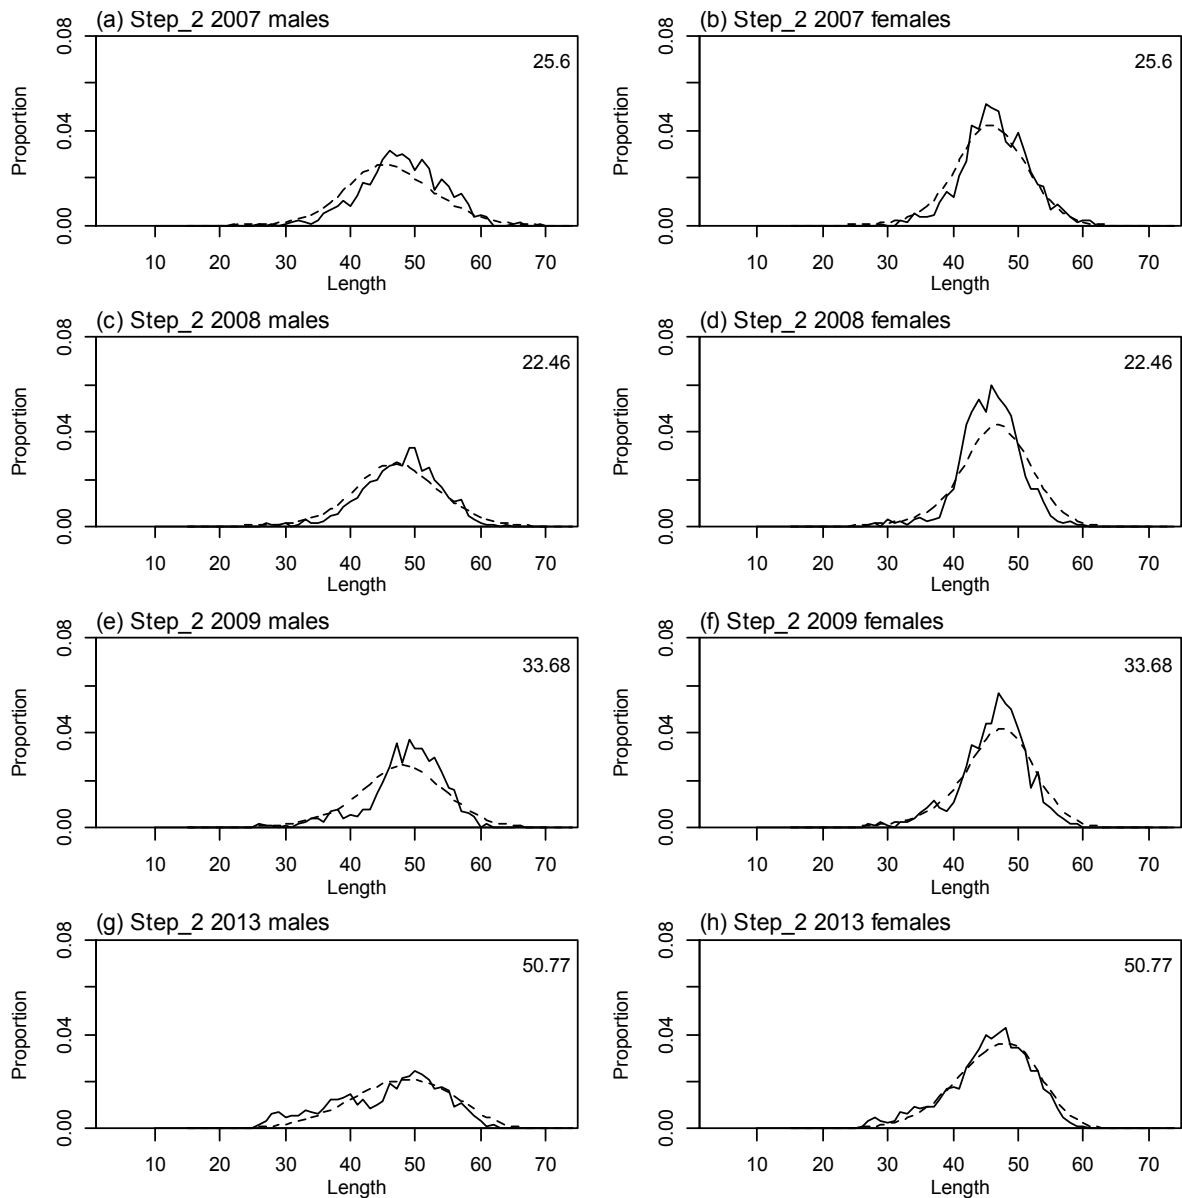 (a) Step_2 2007 males
0.08
0.04
0.00
Proportion
25.6
10 20 30 40 50 60 70
Length
(b) Step_2 2007 females
0.08
0.04
0.00
Proportion
25.6
10 20 30 40 50 60 70
Length
(c) Step_2 2008 males
0.08
0.04
0.00
Proportion
22.46
10 20 30 40 50 60 70
Length
(d) Step_2 2008 females
0.08
0.04
0.00
Proportion
22.46
10 20 30 40 50 60 70
Length
(e) Step_2 2009 males
0.08
0.04
0.00
Proportion
33.68
10 20 30 40 50 60 70
Length
(f) Step_2 2009 females
0.08
0.04
0.00
Proportion
33.68
10 20 30 40 50 60 70
Length
(g) Step_2 2013 males
0.08
0.04
0.00
Proportion
50.77
10 20 30 40 50 60 70
Length
(h) Step_2 2013 females
0.08
0.04
0.00
Proportion
50.77
10 20 30 40 50 60 70
Length